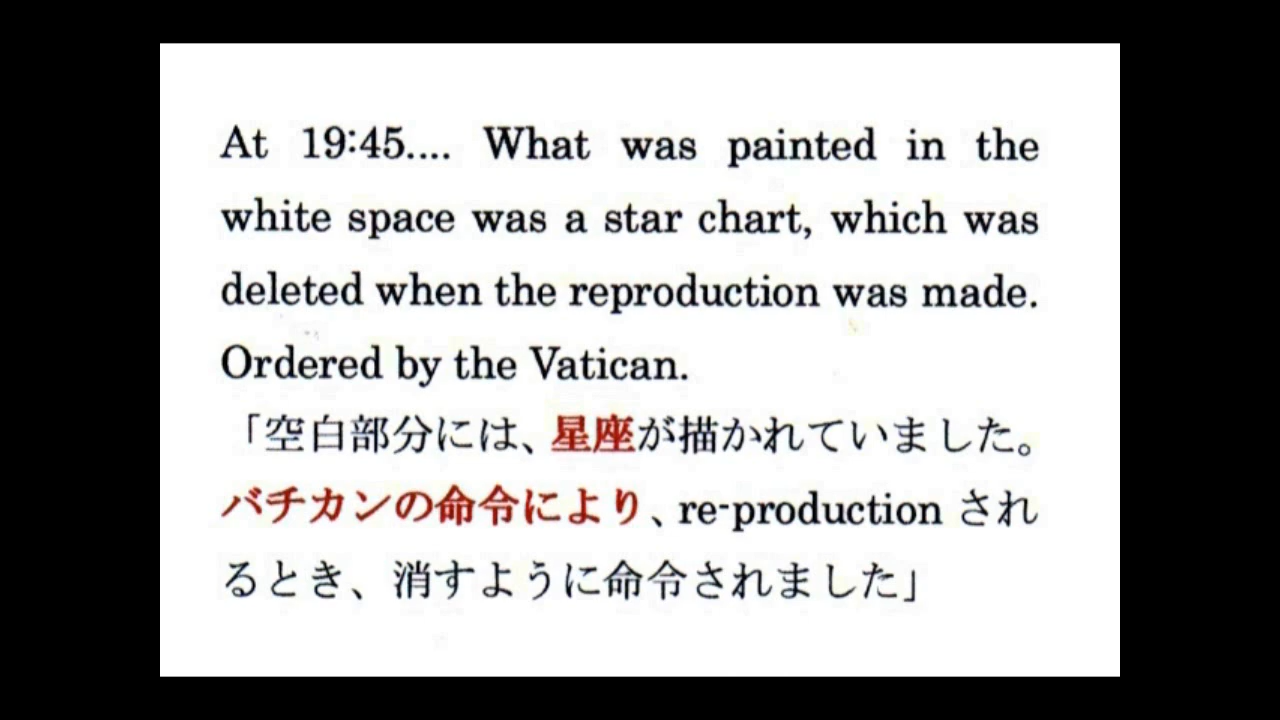 At 19:45.... What was painted in the
white space was a star chart, which was
deleted when the reproduction was made.
Ordered by the Vatican.
「空白部分には、星座が描かれていました。
バチカンの命令により、re-production され
るとき、消すように命令されました」